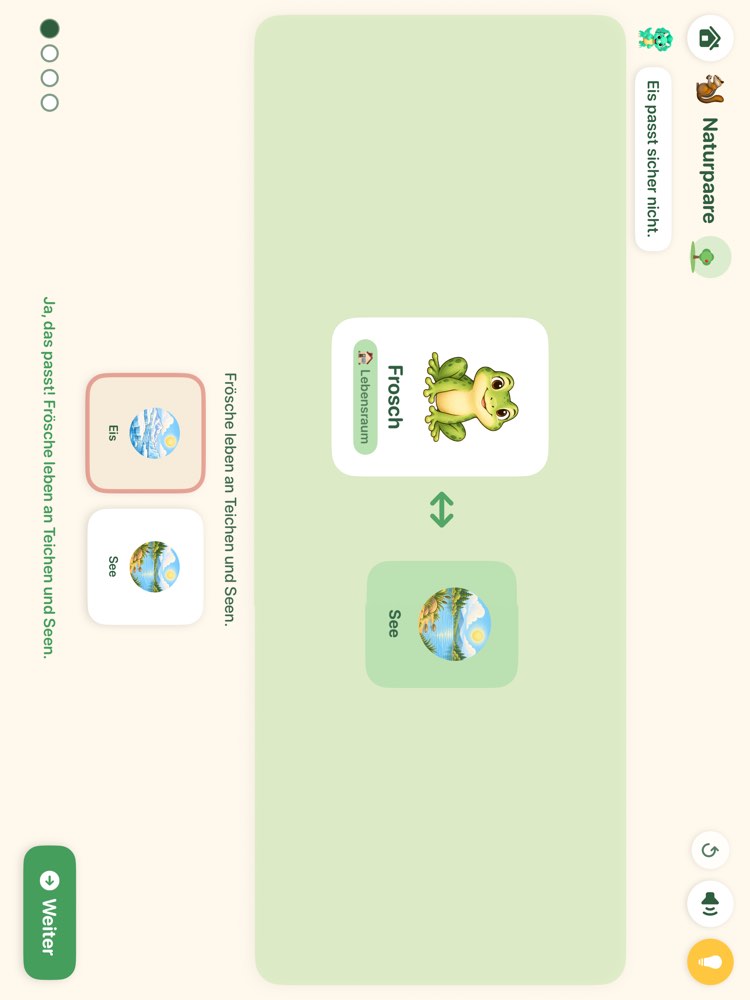 Naturpaare
Eis passt sicher nicht.
Frosch
Lebensraum
See
Frösche leben an Teichen und Seen.
Eis
See
Ja, das passt! Frösche leben an Teichen und Seen.
Weiter